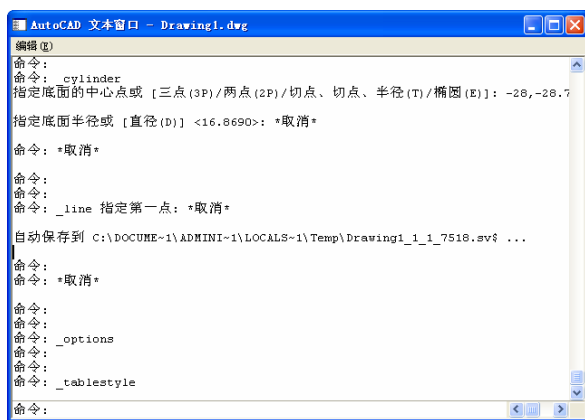 AutoCAD 文本窗口 - Drawing1.dwg
编辑(E)
命令:
命令: _cylinder
指定底面的中心点或 [三点(3P)/两点(2P)/切点、切点、半径(T)/椭圆(E)]: -28,-28.7
指定底面半径或 [直径(D)] <16.8690>: *取消*
命令: *取消*
命令:
命令:
命令: _line 指定第一点: *取消*
自动保存到 C:\DOCUME~1\ADMINI~1\LOCALS~1\Temp\Drawing1_1_1_7518.sv$ ...
命令:
命令: *取消*
命令:
命令:
命令: _options
命令:
命令:
命令: _tablestyle
命令: